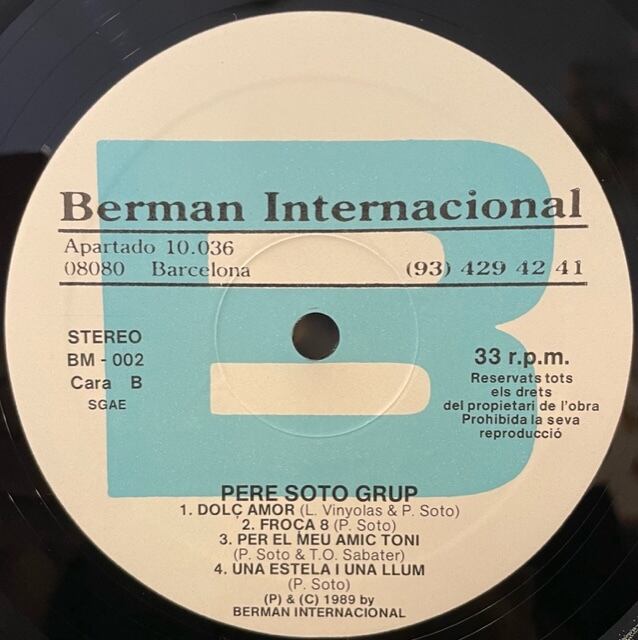 Berman Internacional
Apartado 10.036
08080 Barcelona (93) 429 42 41
STEREO
BM - 002
Cara B
SGAE
33 r.p.m.
Reservats tots
els drets
del propietari de l'obra
Prohibida la seva
reproducció
PERE SOTO GRUP
1. DOLÇ AMOR (L. Vinyolas & P. Soto)
2. FROCA 8 (P. Soto)
3. PER EL MEU AMIC TONI
(P. Soto & T.O. Sabater)
4. UNA ESTELA I UNA LLUM
(P. Soto)
(P) & (C) 1989 by
BERMAN INTERNACIONAL